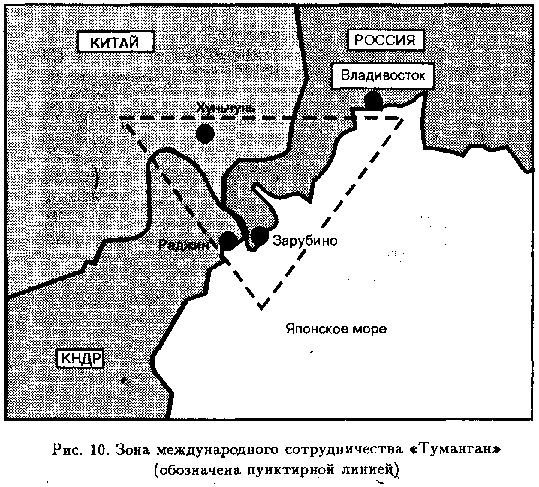 КИТАЙ
РОССИЯ
Владивосток
Хуньчунь
Раджин
Зарубино
Японское море
КНДР
Рис. 10. Зона международного сотрудничества «Туманган»
(обозначена пунктирной линией)